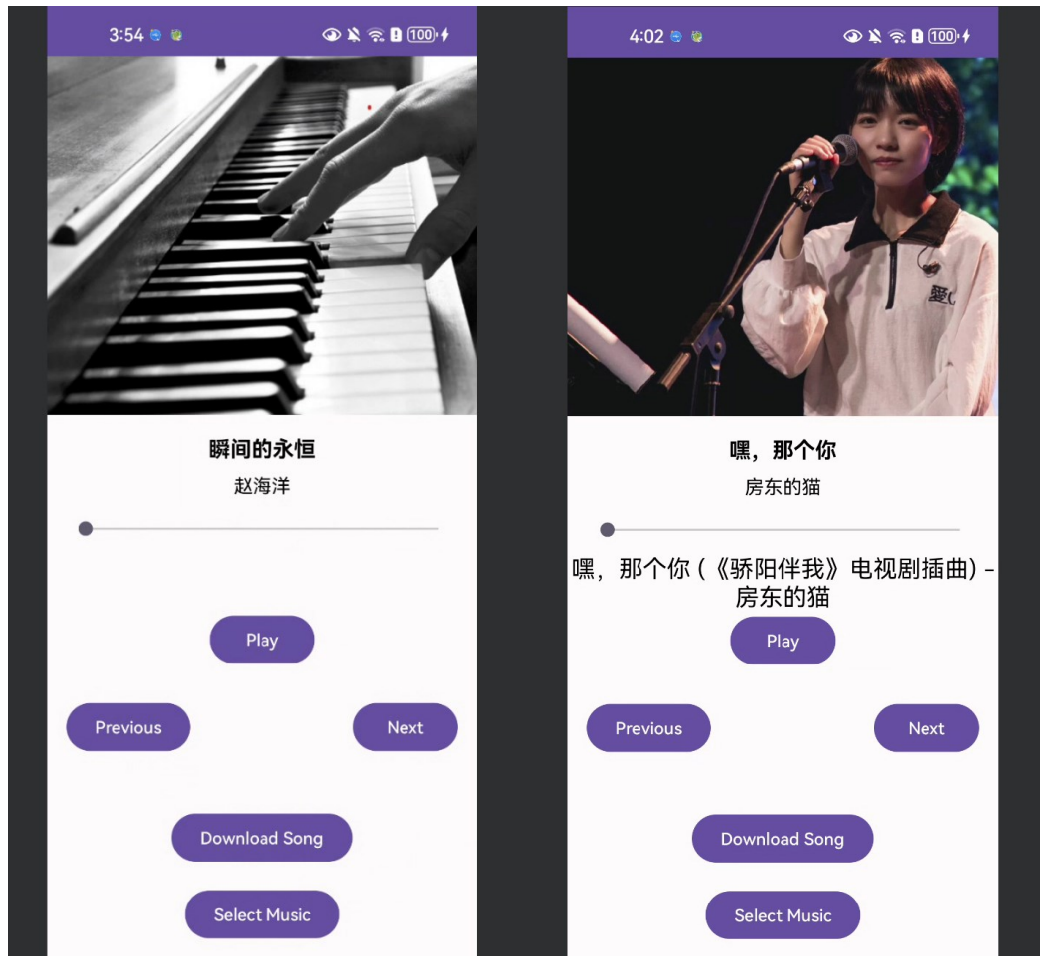 3:54
100
瞬间的永恒
赵海洋
Play
Previous
Next
Download Song
Select Music
4:02
100
愛
嘿，那个你
房东的猫
嘿，那个你 (《骄阳伴我》电视剧插曲) -
房东的猫
Play
Previous
Next
Download Song
Select Music